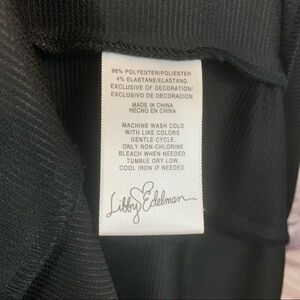 96% POLYESTER/POLIESTER
4% ELASTANE/ELASTANO
EXCLUSIVE OF DECORATION/
EXCLUSIVO DE DECORACION
MADE IN CHINA
HECHO EN CHINA
MACHINE WASH COLD
WITH LIKE COLORS
GENTLE CYCLE.
ONLY NON-CHLORINE
BLEACH WHEN NEEDED.
TUMBLE DRY LOW.
COOL IRON IF NEEDED.
Libby Edelman